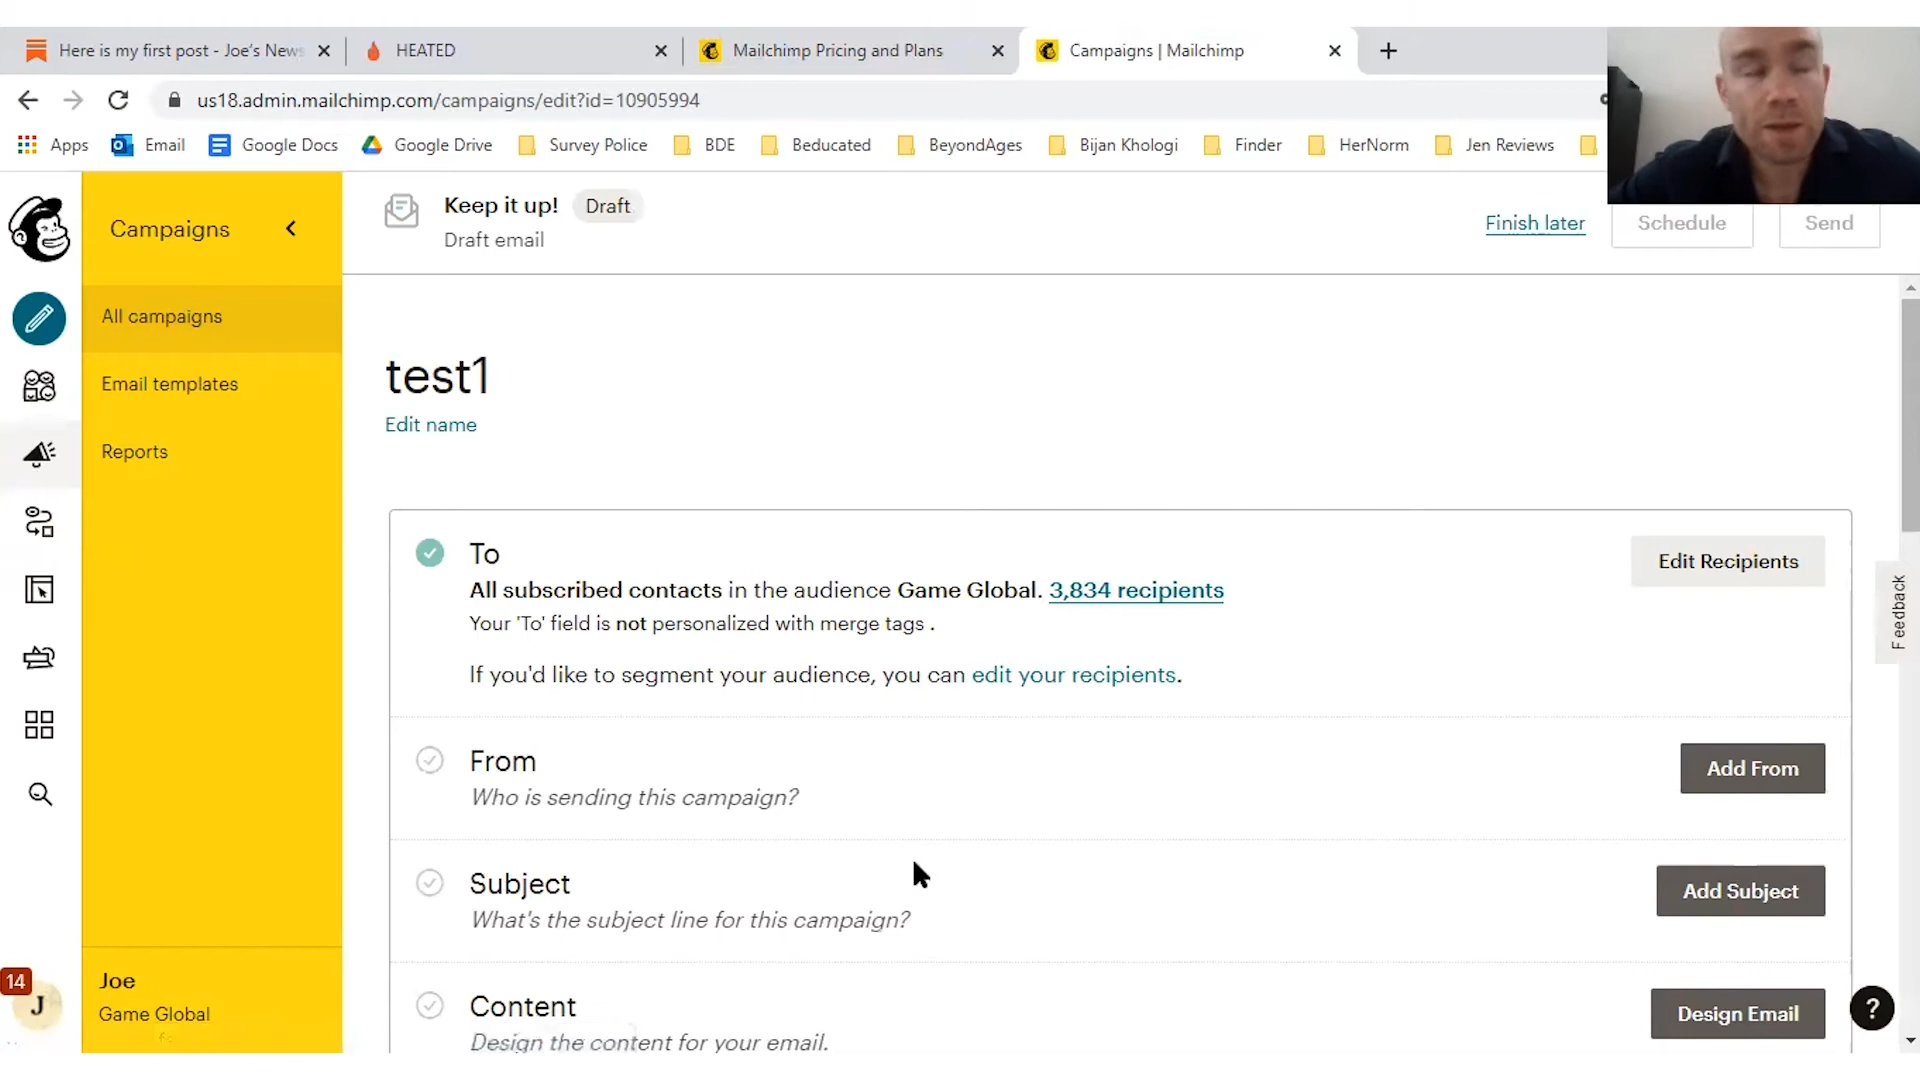 Here is my first post - Joe's News
HEATED
Mailchimp Pricing and Plans
Campaigns | Mailchimp
us18.admin.mailchimp.com/campaigns/edit?id=10905994
Apps
Email
Google Docs
Google Drive
Survey Police
BDE
Beducated
BeyondAges
Bijan Khologi
Finder
HerNorm
Jen Reviews
Campaigns
Keep it up!
Draft
Draft email
Finish later
Schedule
Send
All campaigns
Email templates
Reports
test1
Edit name
To
Edit Recipients
All subscribed contacts in the audience Game Global. 3,834 recipients
Your 'To' field is not personalized with merge tags .
If you'd like to segment your audience, you can edit your recipients.
Feedback
From
Add From
Who is sending this campaign?
Subject
Add Subject
What's the subject line for this campaign?
Content
Design Email
Design the content for your email.
14
J
Joe
Game Global
?